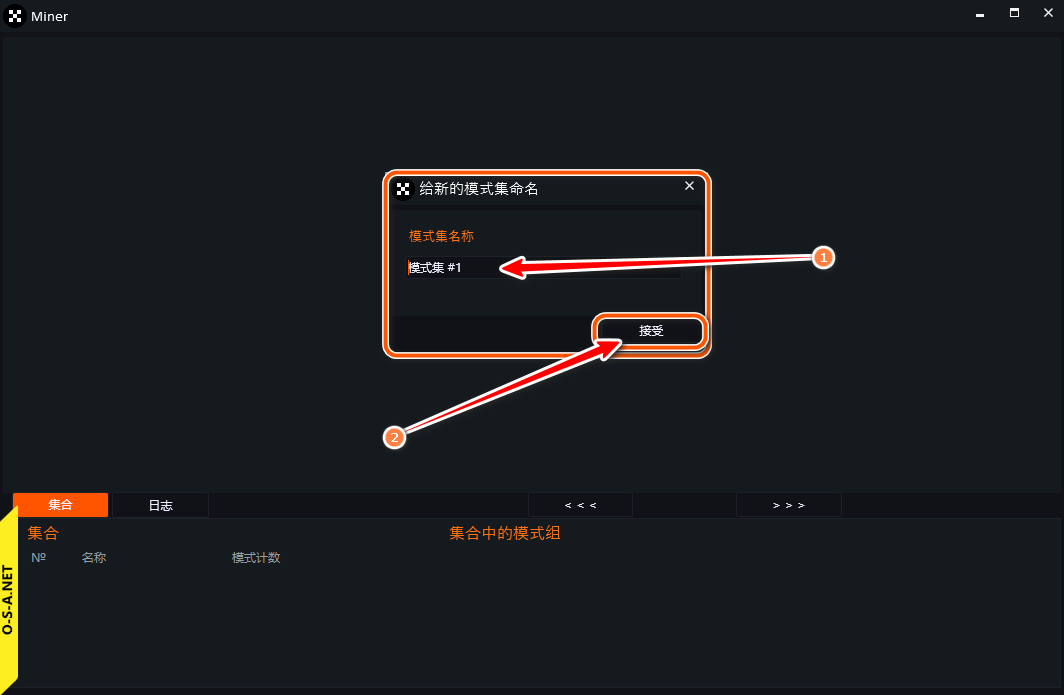 Miner
给新的模式集命名
模式集名称
模式集 #1
1
接受
2
集合 日志 < < < > > >
集合 集合中的模式组
№ 名称 模式计数
O-S-A.NET